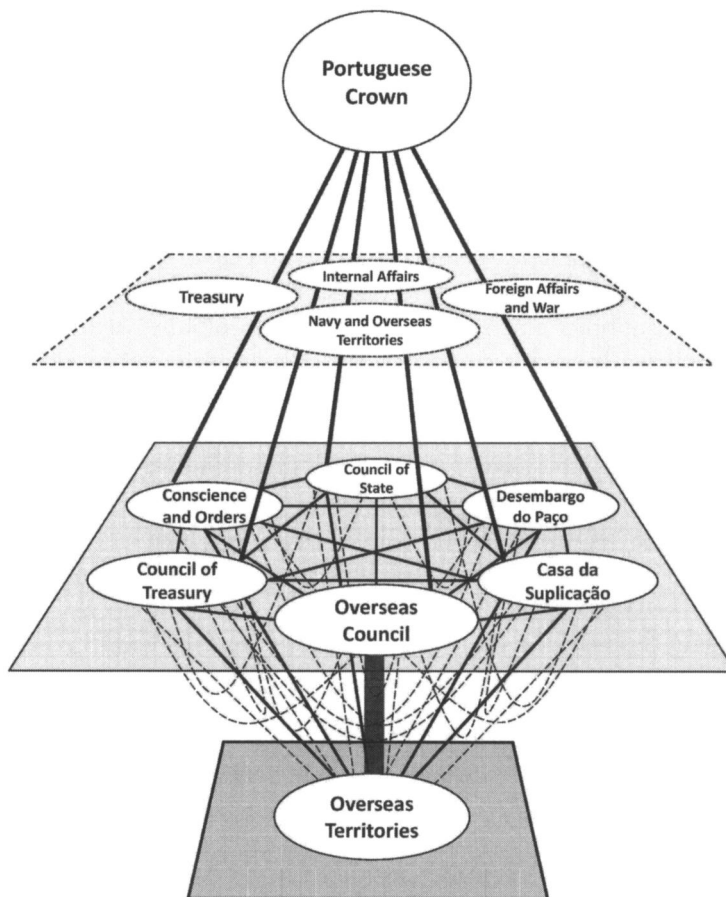 Portuguese
Crown
Internal Affairs
Treasury
Foreign Affairs
and War
Navy and Overseas
Territories
Council of
State
Conscience
and Orders
Desembargo
do Paço
Council of
Treasury
Casa da
Suplicação
Overseas
Council
Overseas
Territories